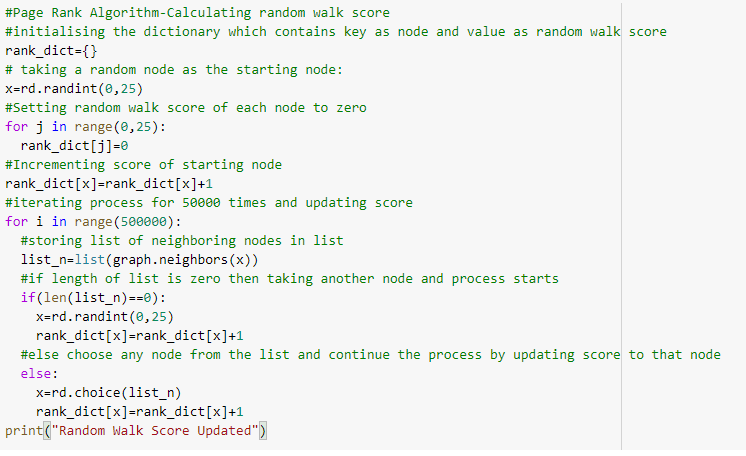 #Page Rank Algorithm-Calculating random walk score
#initialising the dictionary which contains key as node and value as random walk score
rank_dict={}
# taking a random node as the starting node:
x=rd.randint(0,25)
#Setting random walk score of each node to zero
for j in range(0,25):
  rank_dict[j]=0
#Incrementing score of starting node
rank_dict[x]=rank_dict[x]+1
#iterating process for 50000 times and updating score
for i in range(500000):
  #storing list of neighboring nodes in list
  list_n=list(graph.neighbors(x))
  #if length of list is zero then taking another node and process starts
  if(len(list_n)==0):
    x=rd.randint(0,25)
    rank_dict[x]=rank_dict[x]+1
  #else choose any node from the list and continue the process by updating score to that node
  else:
    x=rd.choice(list_n)
    rank_dict[x]=rank_dict[x]+1
print("Random Walk Score Updated")